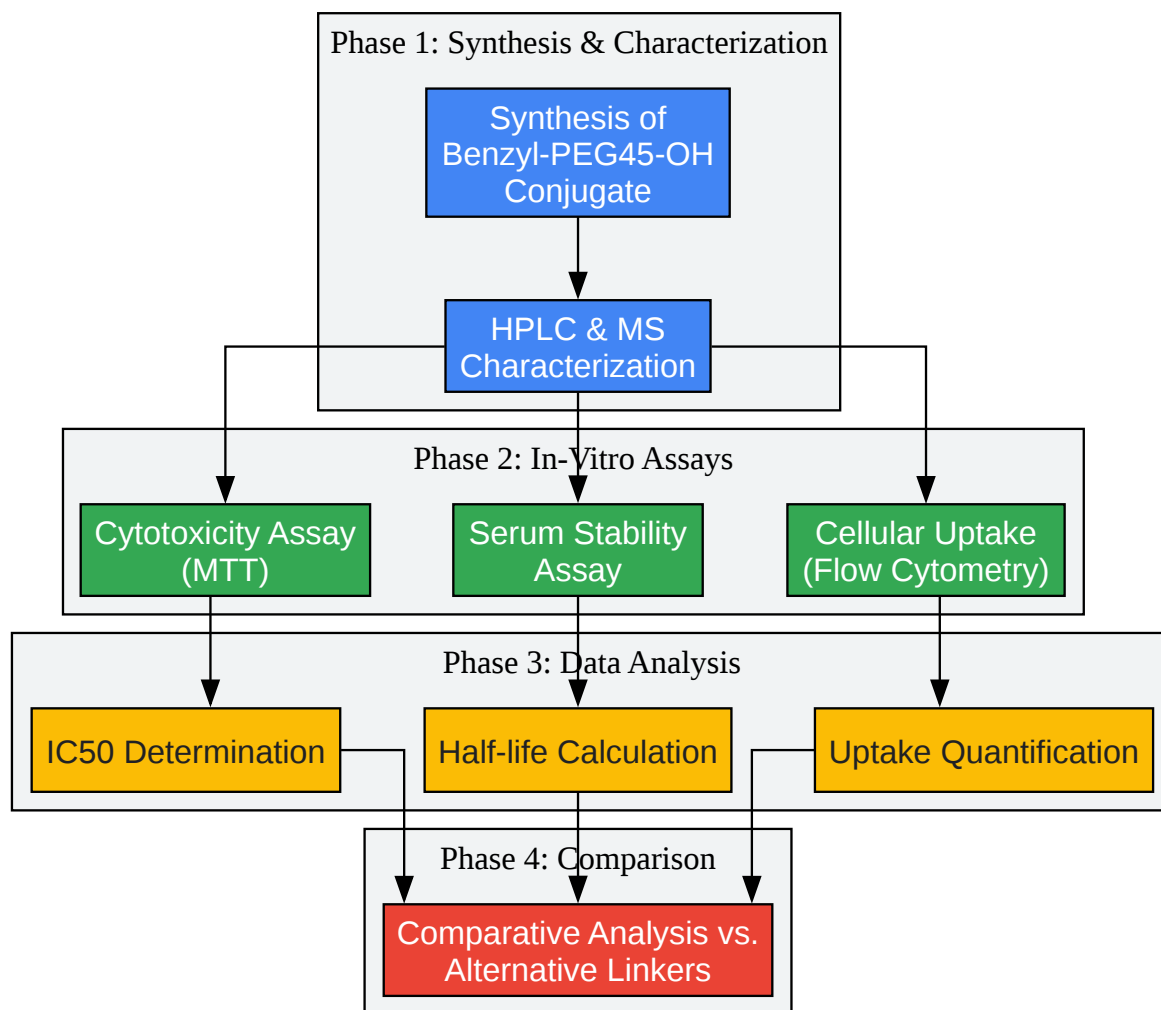 Phase 1: Synthesis & Characterization
Synthesis of
Benzyl-PEG45-OH
Conjugate
HPLC & MS
Characterization
Phase 2: In-Vitro Assays
Cytotoxicity Assay
(MTT)
Serum Stability
Assay
Cellular Uptake
(Flow Cytometry)
Phase 3: Data Analysis
IC50 Determination
Half-life Calculation
Uptake Quantification
Phase 4: Comparison
Comparative Analysis vs.
Alternative Linkers